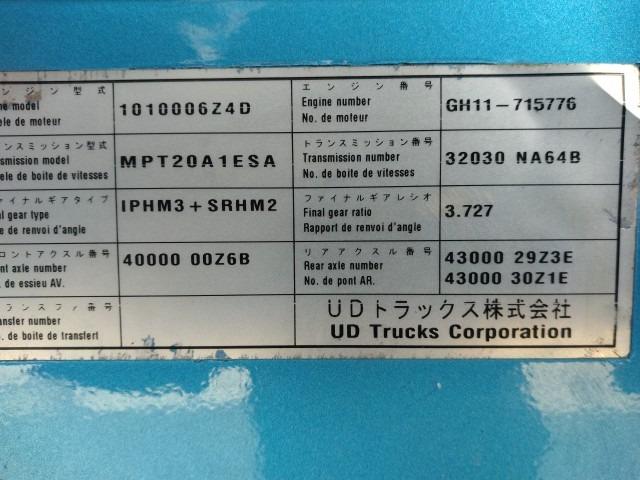 ンジン型式
ne model
èle de moteur
1010006Z4D
エンジン番号
Engine number
No. de moteur
GH11-715776
ンスミッション型式
smission model
èle de boite de vitesses
MPT20A1ESA
トランスミッション番号
Transmission number
No. de boite de vitesses
32030 NA64B
イナルギアタイプ
l gear type
e de renvoi d'angle
IPHM3+SRHM2
ファイナルギアレシオ
Final gear ratio
Rapport de renvoi d'angle
3.727
ロントアクスル番号
nt axle number
. de essieu AV.
40000 00Z6B
リアアクスル番号
Rear axle number
No. de pont AR.
43000 29Z3E
43000 30Z1E
ランスファ番号
ansfer number
. de boite de transfert
UDトラックス株式会社
UD Trucks Corporation